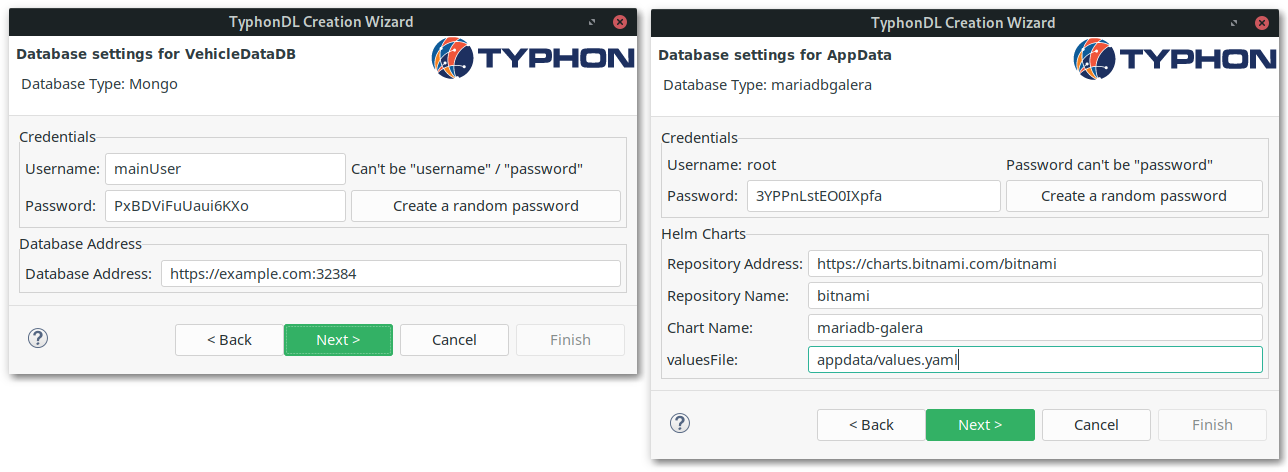 TyphonDL Creation Wizard
Database settings for VehicleDataDB
TYPHON
Database Type: Mongo
Credentials
Username: mainUser Can't be "username" / "password"
Password: PxBDViFuUaui6KXo Create a random password
Database Address
Database Address: https://example.com:32384
? < Back Next > Cancel Finish
TyphonDL Creation Wizard
Database settings for AppData
TYPHON
Database Type: mariadbgalera
Credentials
Username: root Password can't be "password"
Password: 3YPPnLstEO0IXpfa Create a random password
Helm Charts
Repository Address: https://charts.bitnami.com/bitnami
Repository Name: bitnami
Chart Name: mariadb-galera
valuesFile: appdata/values.yaml
? < Back Next > Cancel Finish